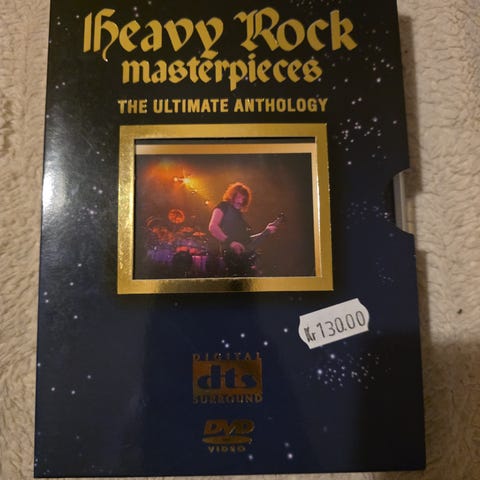 Heavy Rock
masterpieces
THE ULTIMATE ANTHOLOGY
Kr 130.00
DIGITAL
dts
SURROUND
DVD
VIDEO